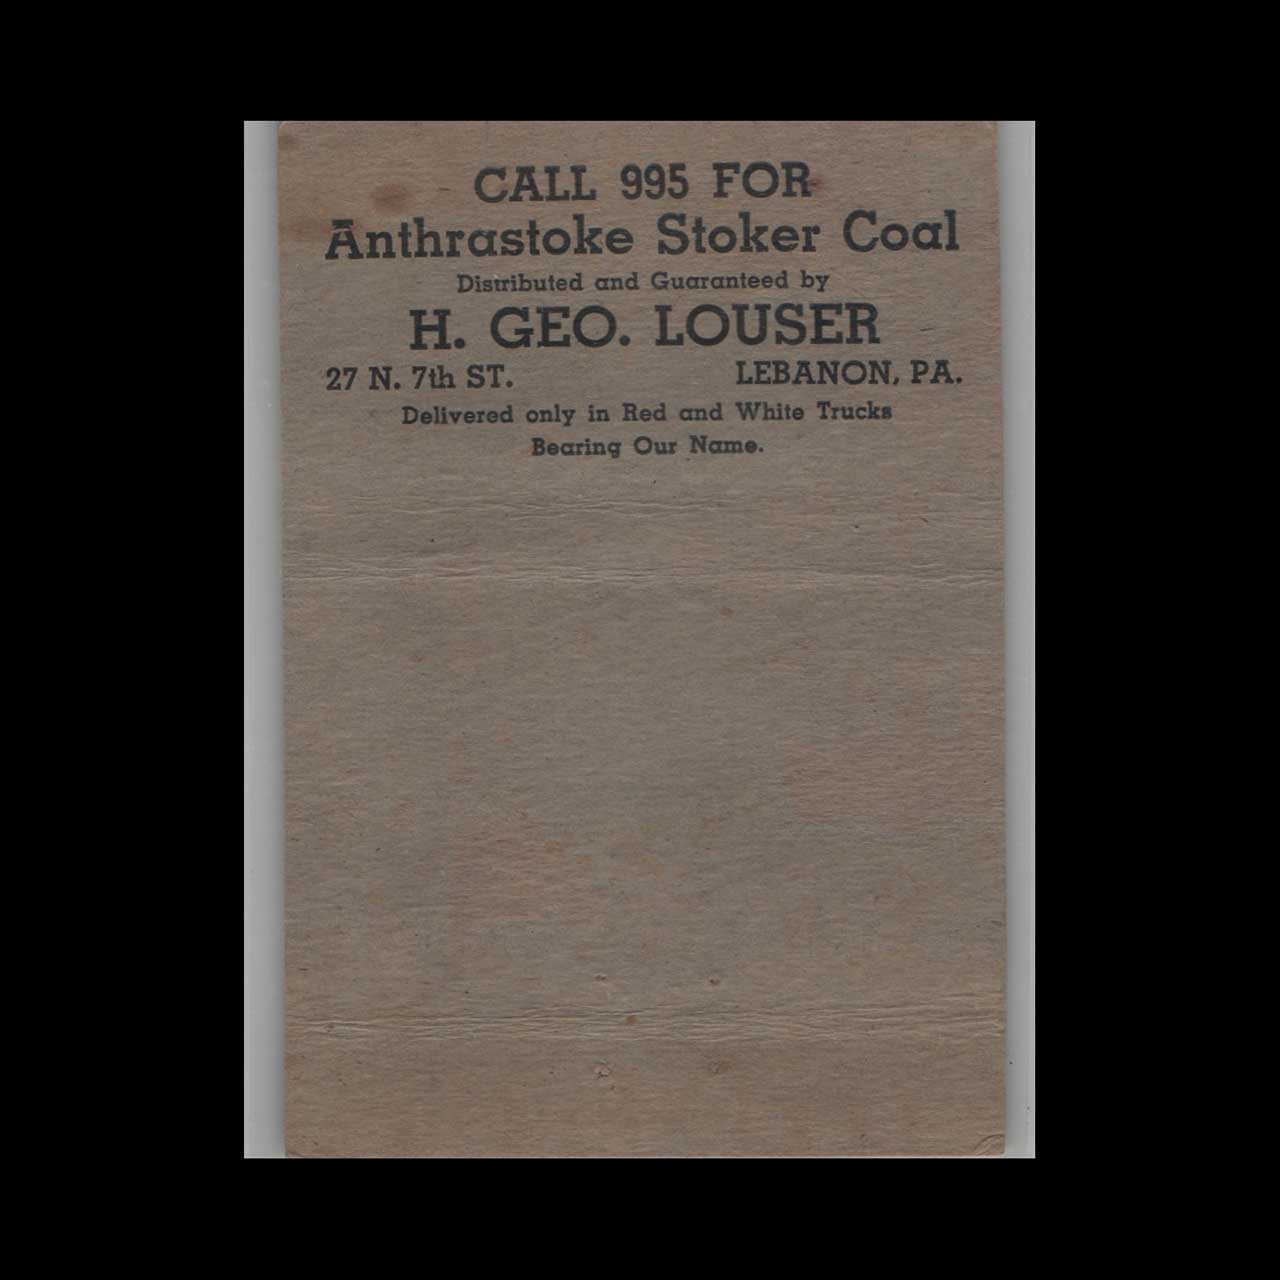 CALL 995 FOR
Anthrastoke Stoker Coal
Distributed and Guaranteed by
H. GEO. LOUSER
27 N. 7th ST. LEBANON, PA.
Delivered only in Red and White Trucks
Bearing Our Name.